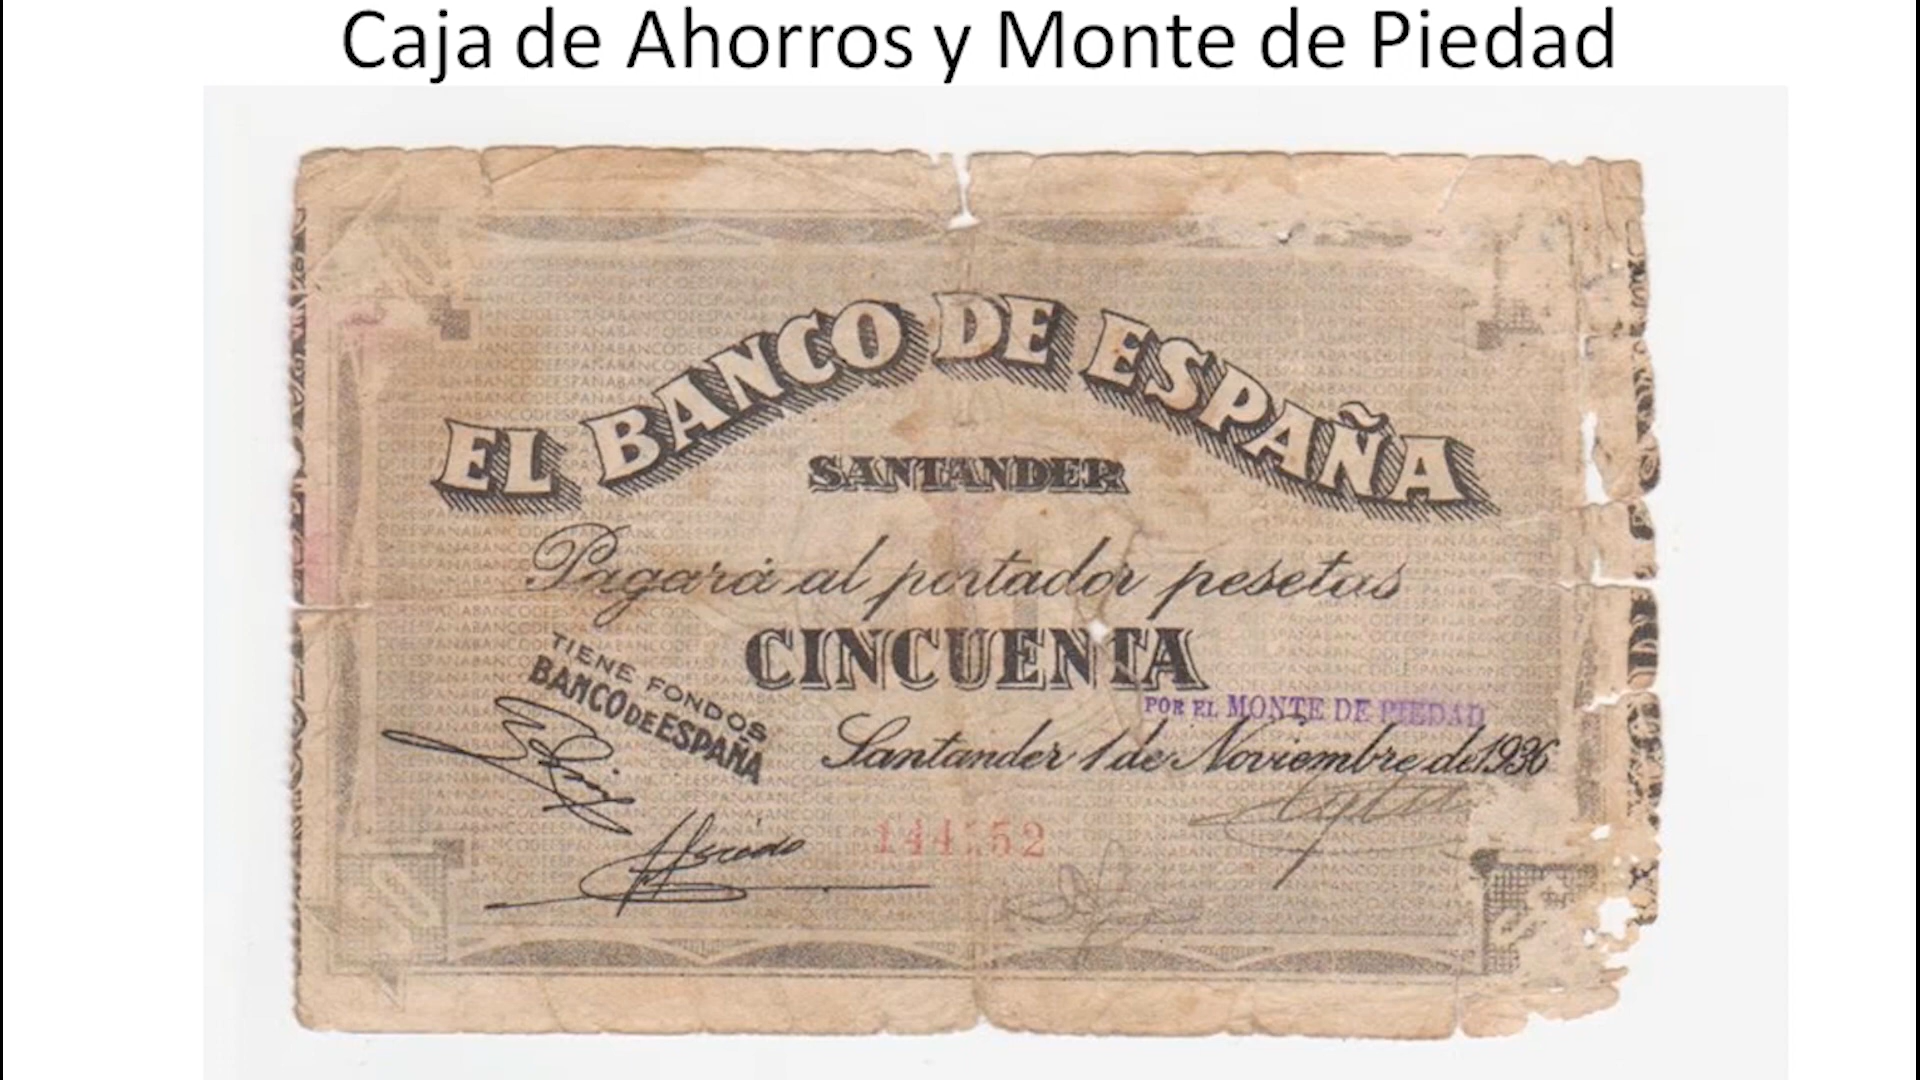 Caja de Ahorros y Monte de Piedad
EL BANCO DE ESPAÑA
SANTANDER
Pagará al portador pesetas
CINCUENTA
TIENE FONDOS
BANCO DE ESPAÑA
POR EL MONTE DE PIEDAD
Santander 1 de Noviembre de 1936